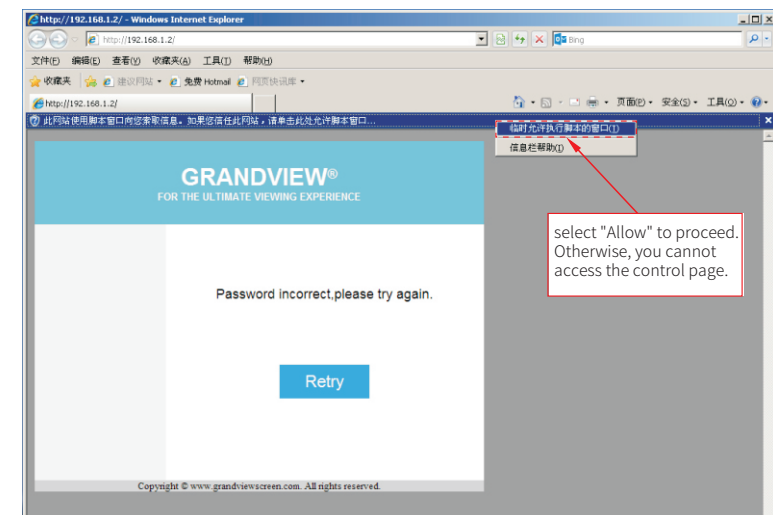 http://192.168.1.2/ - Windows Internet Explorer
http://192.168.1.2/
Bing
文件(F) 编辑(E) 查看(V) 收藏夹(A) 工具(T) 帮助(H)
收藏夹 建议网站 免费 Hotmail 网页快讯库
http://192.168.1.2/
页面(P) 安全(S) 工具(O)
此网站使用脚本窗口向您索取信息。如果您信任此网站,请单击此处允许脚本窗口...
临时允许执行脚本的窗口(T)
信息栏帮助(I)
GRANDVIEW®
FOR THE ULTIMATE VIEWING EXPERIENCE
select "Allow" to proceed.
Otherwise, you cannot
access the control page.
Password incorrect,please try again.
Retry
Copyright © www.grandviewscreen.com. All rights reserved.